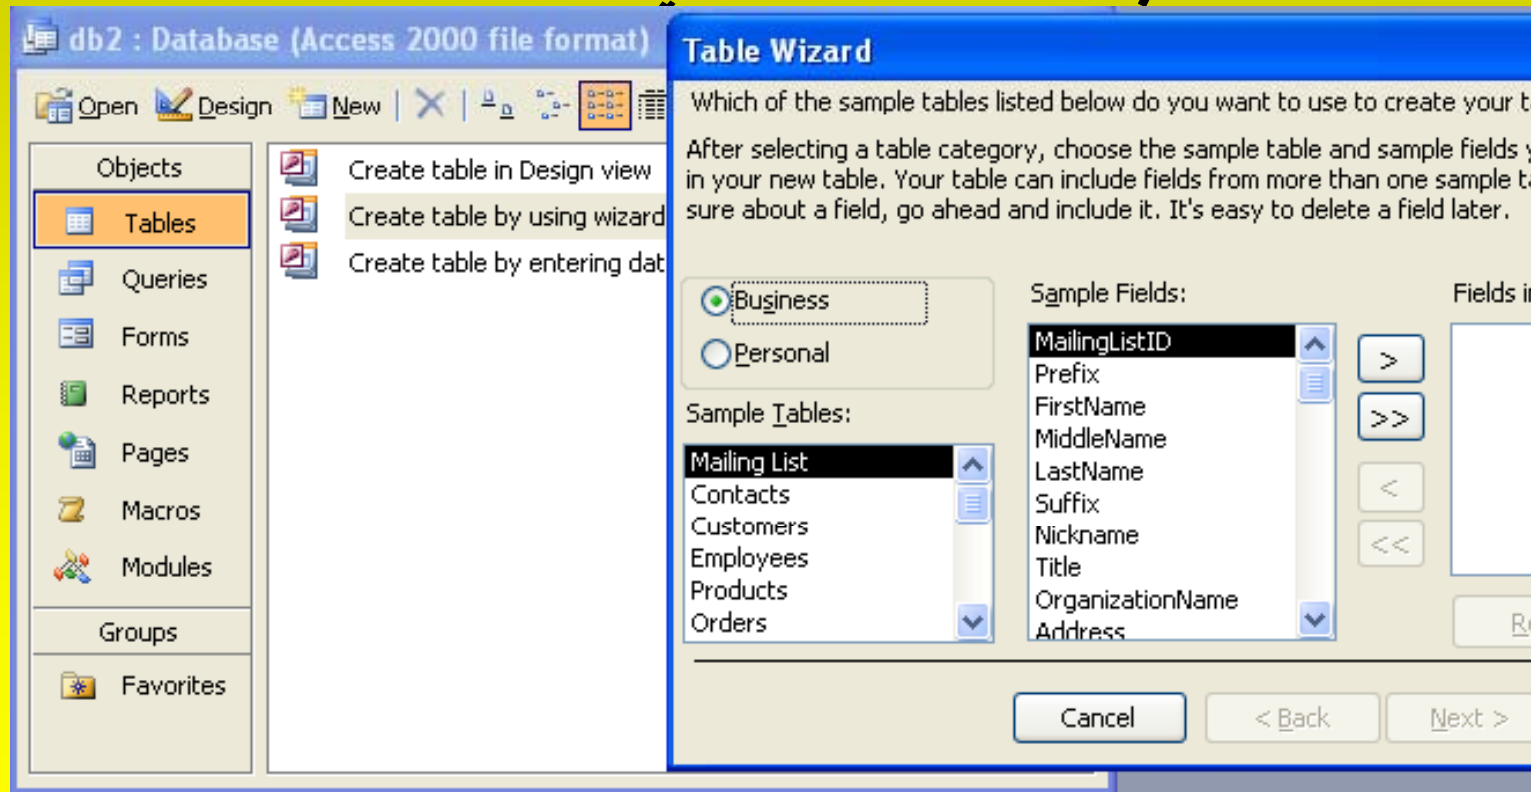 db2 : Database (Access 2000 file format)
Open Design New
Objects
Tables
Queries
Forms
Reports
Pages
Macros
Modules
Groups
Favorites
Create table in Design view
Create table by using wizard
Create table by entering dat
Table Wizard
Which of the sample tables listed below do you want to use to create your t
After selecting a table category, choose the sample table and sample fields y
in your new table. Your table can include fields from more than one sample ta
sure about a field, go ahead and include it. It's easy to delete a field later.
Business
Personal
Sample Tables:
Mailing List
Contacts
Customers
Employees
Products
Orders
Sample Fields:
MailingListID
Prefix
FirstName
MiddleName
LastName
Suffix
Nickname
Title
OrganizationName
Address
>
>>
<
<<
Fields i
Re
Cancel
< Back
Next >